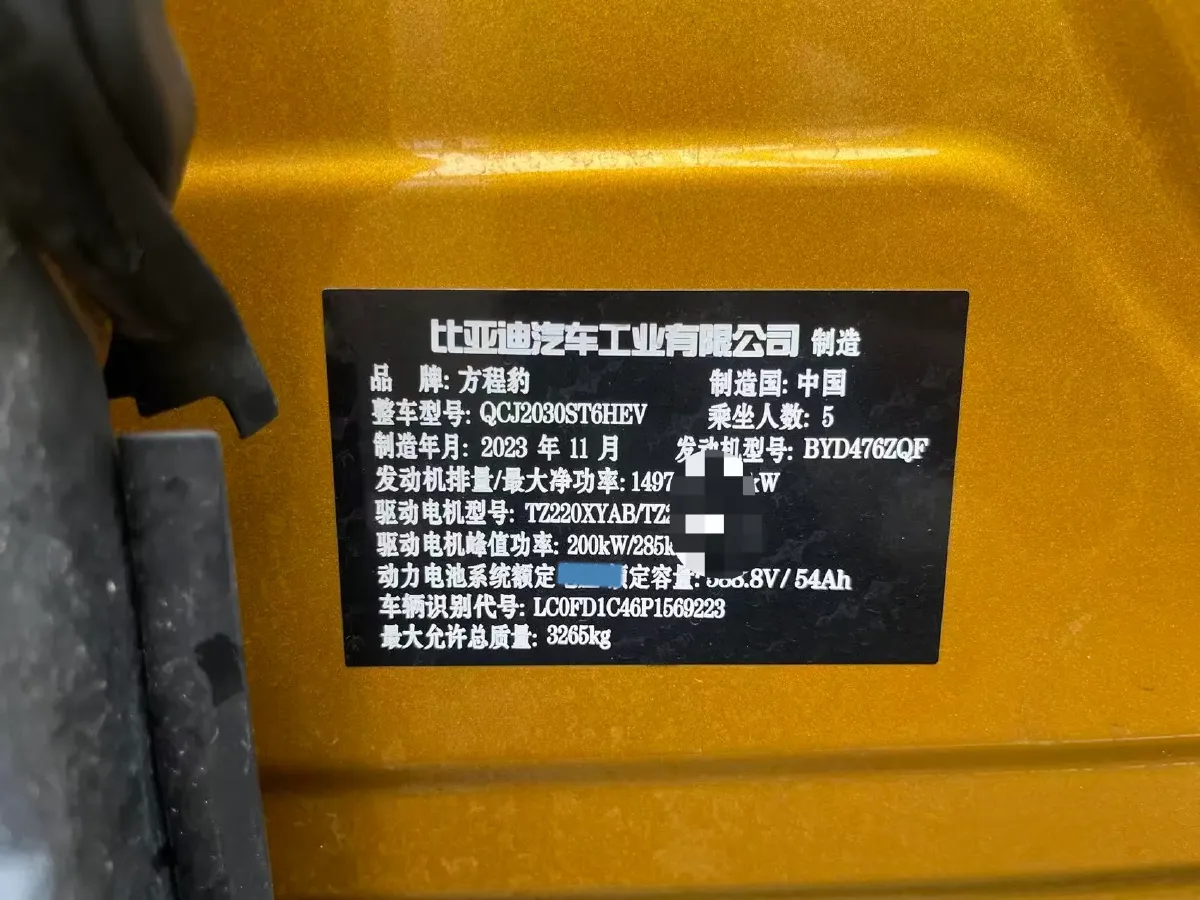 比亚迪汽车工业有限公司 制造
品 牌: 方程豹 制造国: 中国
整车型号: QCJ2030ST6HEV 乘坐人数: 5
制造年月: 2023 年 11 月 发动机型号: BYD476ZQF
发动机排量/最大净功率: 1497 kW
驱动电机型号: TZ220XYAB/TZ
驱动电机峰值功率: 200kW/285k
动力电池系统额定 额定容量: 8V/54Ah
车辆识别代号: LC0FD1C46P1569223
最大允许总质量: 3265kg